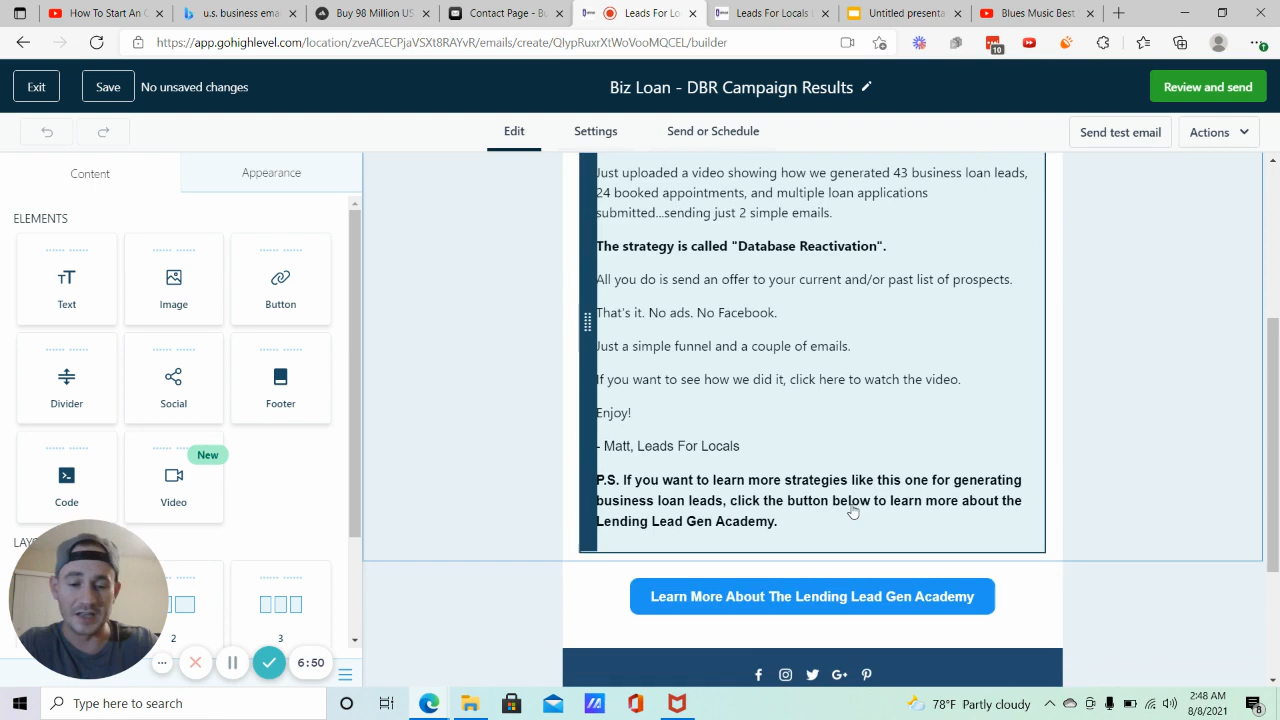 u.s. business em
Buy 98 Million US
Contact Page - Bu
Leads For Lo
Leads For Locals L
Untitled presenta
Blues Music Best
https://app.gohighlevel.com/location/zveACECPjaVSXt8RAYvR/emails/create/QIypRuxrXtWoVooMQCEL/builder
10
Exit
Save
No unsaved changes
Biz Loan - DBR Campaign Results
Review and send
Edit
Settings
Send or Schedule
Send test email
Actions
Content
Appearance
ELEMENTS
Text
Image
Button
Divider
Social
Footer
Code
Video
New
LAY
2
3
Just uploaded a video showing how we generated 43 business loan leads,
24 booked appointments, and multiple loan applications
submitted...sending just 2 simple emails.
The strategy is called "Database Reactivation".
All you do is send an offer to your current and/or past list of prospects.
That's it. No ads. No Facebook.
Just a simple funnel and a couple of emails.
If you want to see how we did it, click here to watch the video.
Enjoy!
- Matt, Leads For Locals
P.S. If you want to learn more strategies like this one for generating
business loan leads, click the button below to learn more about the
Lending Lead Gen Academy.
Learn More About The Lending Lead Gen Academy
6:50
Type here to search
78°F Partly cloudy
2:48 AM
8/8/2021
8